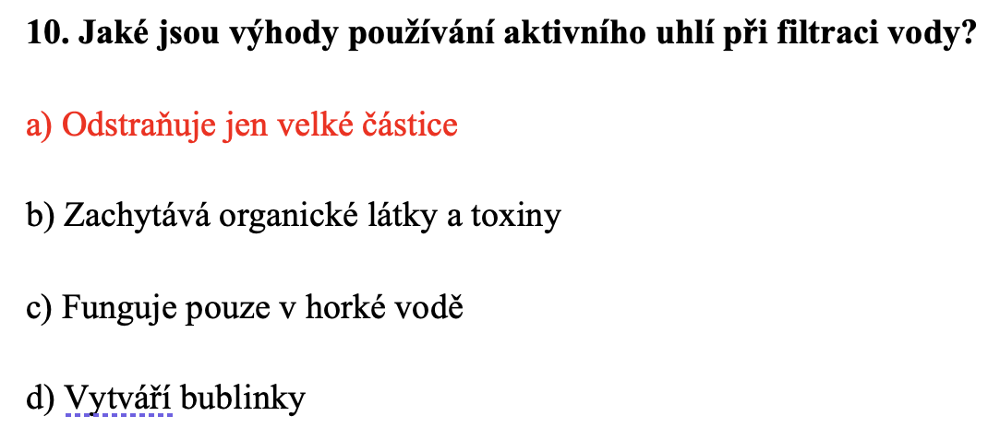 10. Jaké jsou výhody používání aktivního uhlí při filtraci vody?
a) Odstraňuje jen velké částice
b) Zachytává organické látky a toxiny
c) Funguje pouze v horké vodě
d) Vytváří bublinky